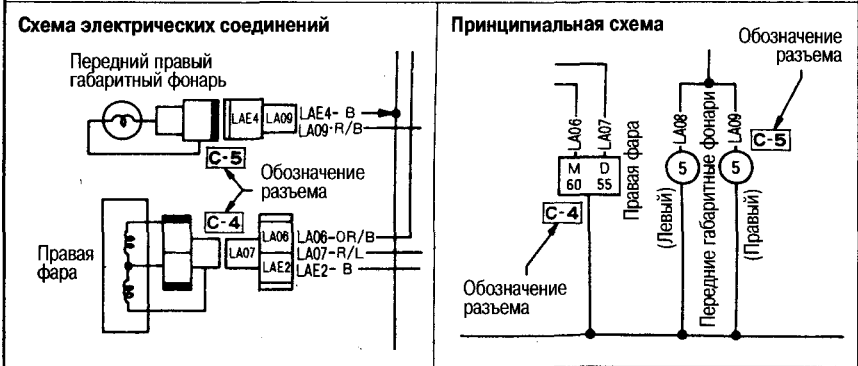 Схема электрических соединений
Передний правый
габаритный фонарь
LAE4
LA09
LAE4- B
LA09-R/B
C-5
Обозначение
разъема
C-4
Правая
фара
LA07
LA06
LAE2
LA06-OR/B
LA07-R/L
LAE2- B
Принципиальная схема
Обозначение
разъема
LA06
LA07
M D
60 55
Правая фара
C-4
Обозначение
разъема
LA08
LA09
5
5
C-5
(Левый)
Передние габаритные фонари
(Правый)